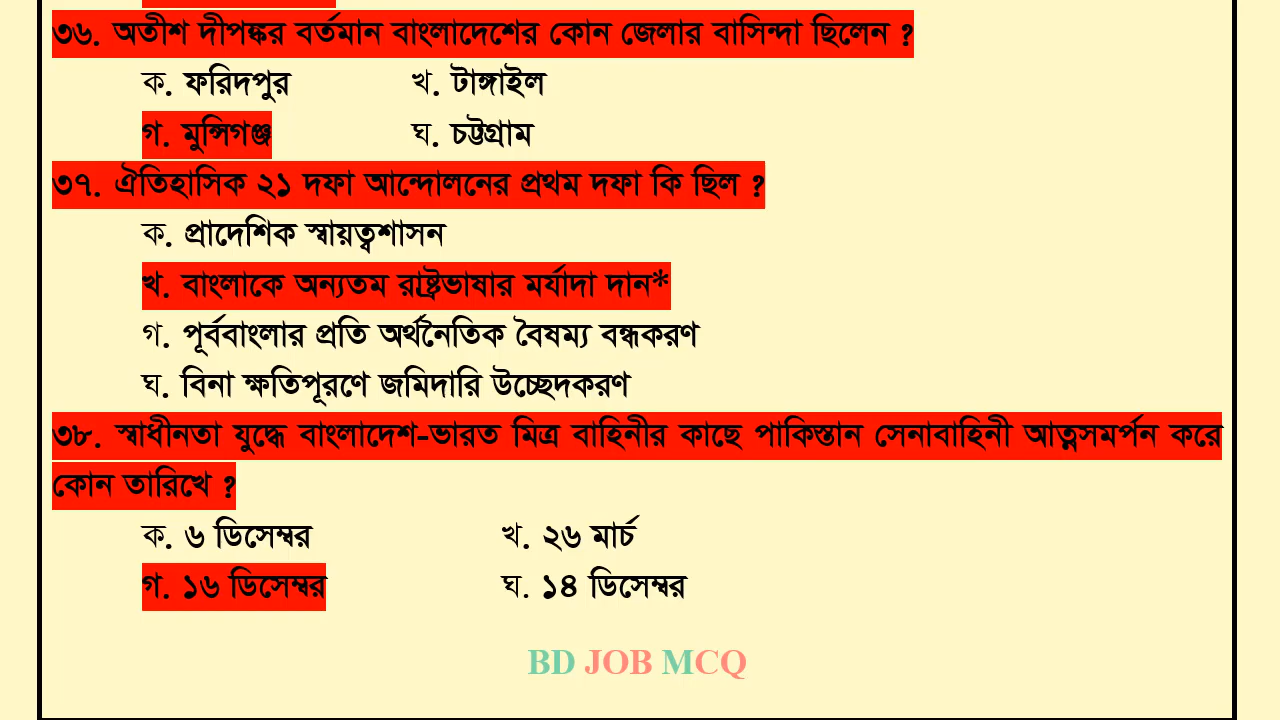 ৩৬. অতীশ দীপঙ্কর বর্তমান বাংলাদেশের কোন জেলার বাসিন্দা ছিলেন ?
ক. ফরিদপুর খ. টাঙ্গাইল
গ. মুন্সিগঞ্জ ঘ. চট্টগ্রাম
৩৭. ঐতিহাসিক ২১ দফা আন্দোলনের প্রথম দফা কি ছিল ?
ক. প্রাদেশিক স্বায়ত্বশাসন
খ. বাংলাকে অন্যতম রাষ্ট্রভাষার মর্যাদা দান*
গ. পূর্ববাংলার প্রতি অর্থনৈতিক বৈষম্য বন্ধকরণ
ঘ. বিনা ক্ষতিপূরণে জমিদারি উচ্ছেদকরণ
৩৮. স্বাধীনতা যুদ্ধে বাংলাদেশ-ভারত মিত্র বাহিনীর কাছে পাকিস্তান সেনাবাহিনী আত্নসমর্পন করে
কোন তারিখে ?
ক. ৬ ডিসেম্বর খ. ২৬ মার্চ
গ. ১৬ ডিসেম্বর ঘ. ১৪ ডিসেম্বর
BD JOB MCQ